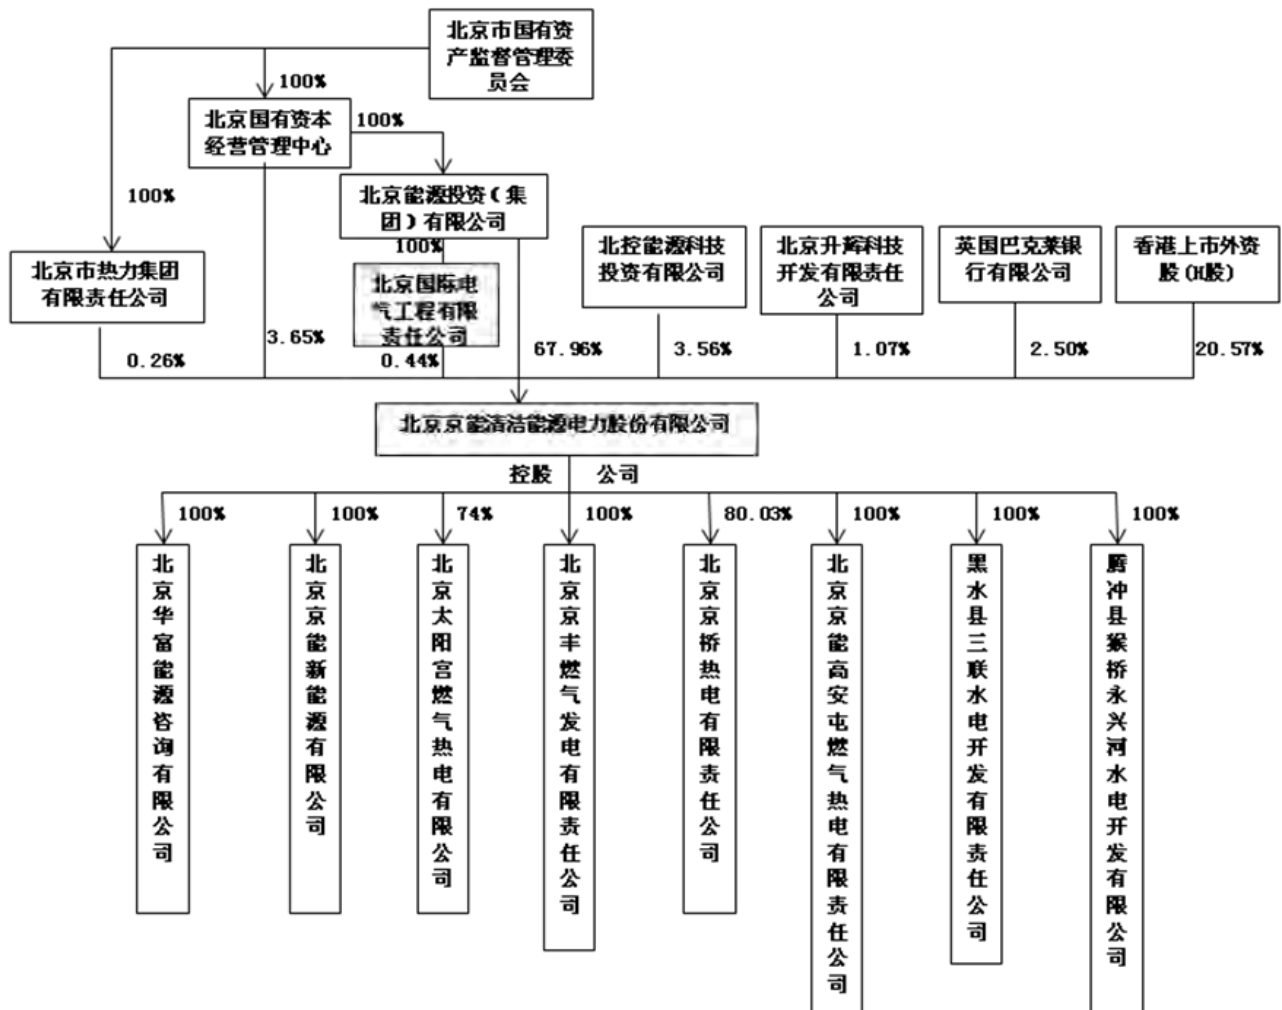 北京市国有资
产监督管理委
员会
100%
北京国有资本
经营管理中心
100%
100%
北京能源投资(集
团)有限公司
100%
北京市热力集团
有限责任公司
北京国际电
气工程有限
责任公司
北控能源科技
投资有限公司
北京升辉科技
开发有限责任
公司
英国巴克莱银
行有限公司
香港上市外资
股(H股)
0.26%
3.65%
0.44%
67.96%
3.56%
1.07%
2.50%
20.57%
北京京能清洁能源电力股份有限公司
控股 公司
100%
100%
74%
100%
80.03%
100%
100%
100%
北京华富能源咨询有限公司
北京京能新能源有限公司
北京太阳宫燃气热电有限公司
北京京丰燃气发电有限责任公司
北京京桥热电有限责任公司
北京京能高安屯燃气热电有限责任公司
黑水县三联水电开发有限责任公司
腾冲县猴桥永兴河水电开发有限公司